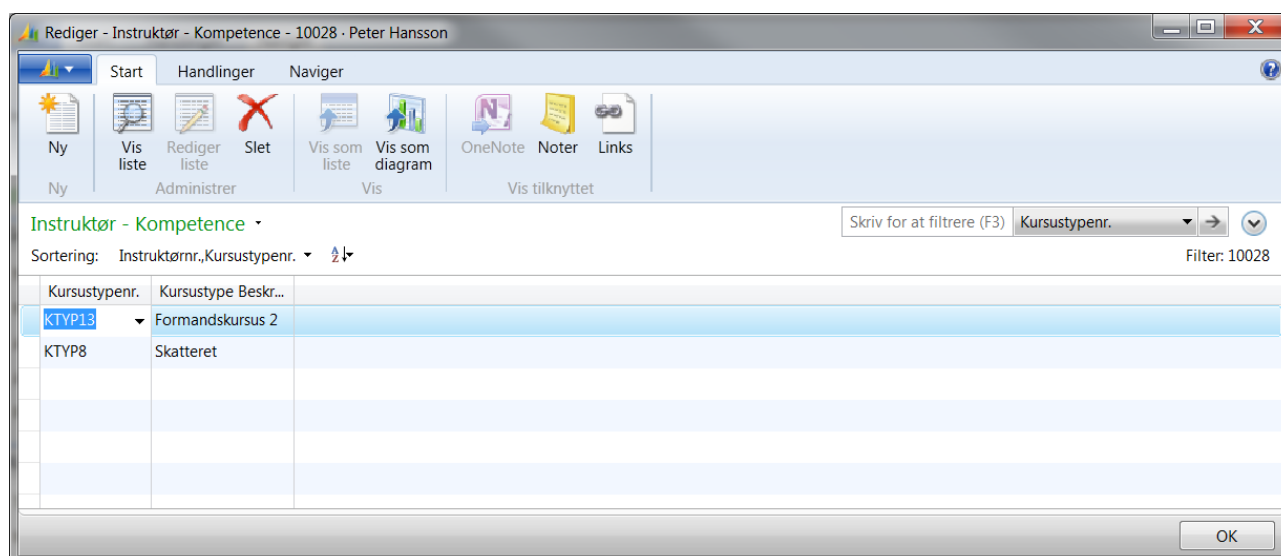 Rediger - Instruktør - Kompetence - 10028 · Peter Hansson
Start Handlinger Naviger
Ny Vis liste Rediger liste Slet Vis som liste Vis som diagram OneNote Noter Links
Ny Administrer Vis Vis tilknyttet
Instruktør - Kompetence Skriv for at filtrere (F3) Kursustypenr.
Sortering: Instruktørnr.,Kursustypenr. Filter: 10028
Kursustypenr. Kursustype Beskr...
KTYP13 Formandskursus 2
KTYP8 Skatteret
OK